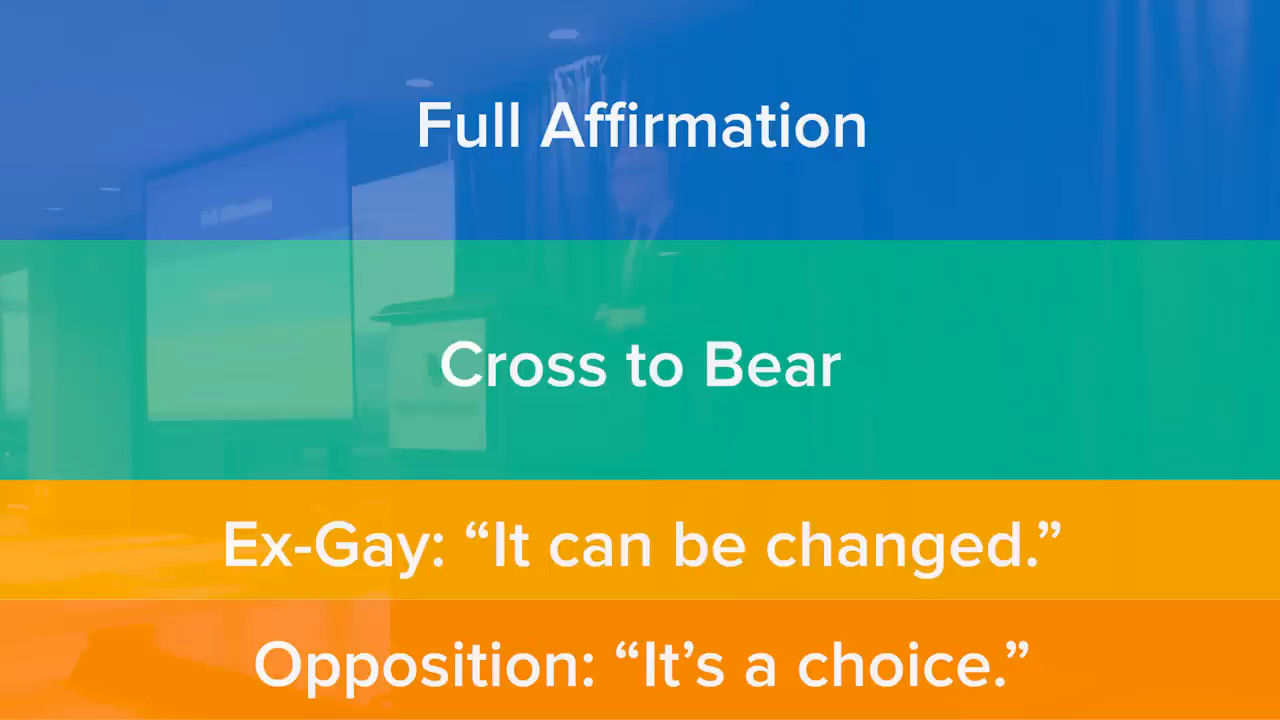 Full Affirmation
Cross to Bear
Ex-Gay: “It can be changed.”
Opposition: “It’s a choice.”